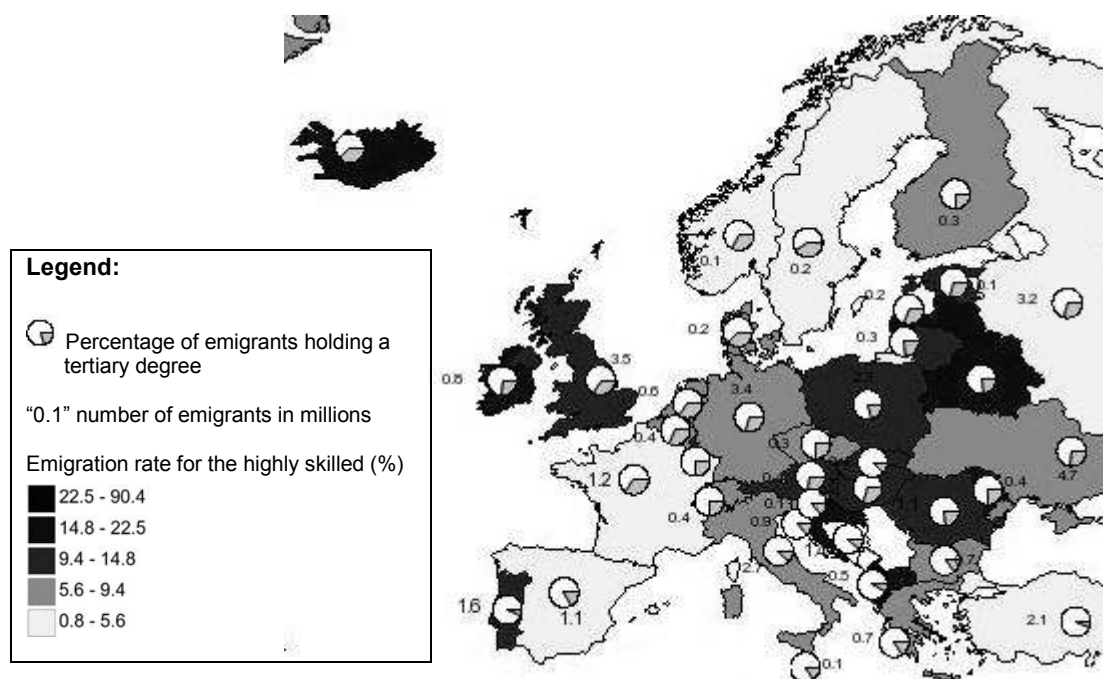 Legend:
Percentage of emigrants holding a
tertiary degree
“0.1” number of emigrants in millions
Emigration rate for the highly skilled (%)
22.5 - 90.4
14.8 - 22.5
9.4 - 14.8
5.6 - 9.4
0.8 - 5.6
0.3
0.1
0.2
0.1
0.2
3.2
0.2
0.3
3.5
0.6
3.4
0.4
0.3
1.2
4.7
0.4
0.4
0.9
2.7
0.5
1.6
1.1
2.1
0.7
0.1